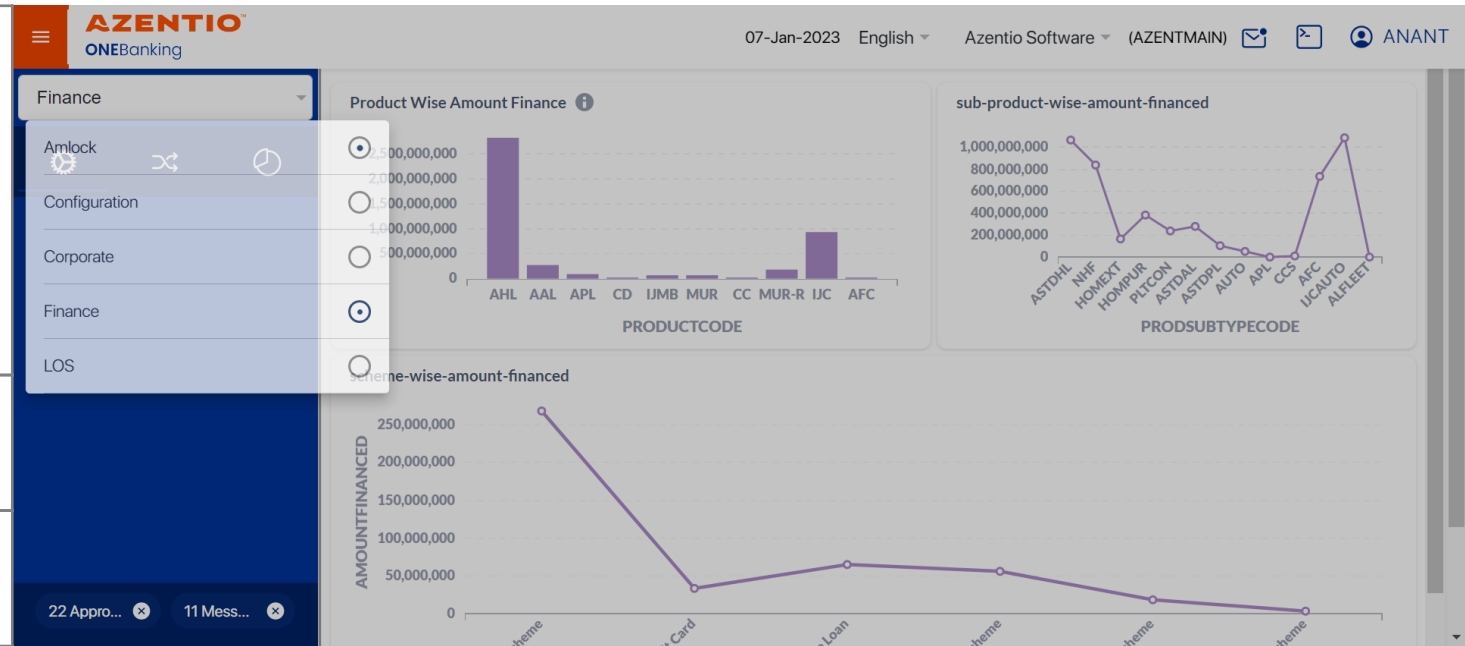 AZENTIO™
ONEBanking
07-Jan-2023 English Azentio Software (AZENTMAIN) ANANT
Finance
Amlock
Configuration
Corporate
Finance
LOS
22 Appro...
11 Mess...
Product Wise Amount Finance
2,500,000,000
2,000,000,000
1,500,000,000
1,000,000,000
500,000,000
0
AHL AAL APL CD IJMB MUR CC MUR-R IJC AFC
PRODUCTCODE
sub-product-wise-amount-financed
1,000,000,000
800,000,000
600,000,000
400,000,000
200,000,000
0
ASTDHL NHF HOMEXT HOMPUR PLTCON ASTDAL ASTDPL AUTO APL CCS AFC IJCAUTO ALFLEET
PRODSUBTYPECODE
scheme-wise-amount-financed
AMOUNTFINANCED
250,000,000
200,000,000
150,000,000
100,000,000
50,000,000
0
Card Loan